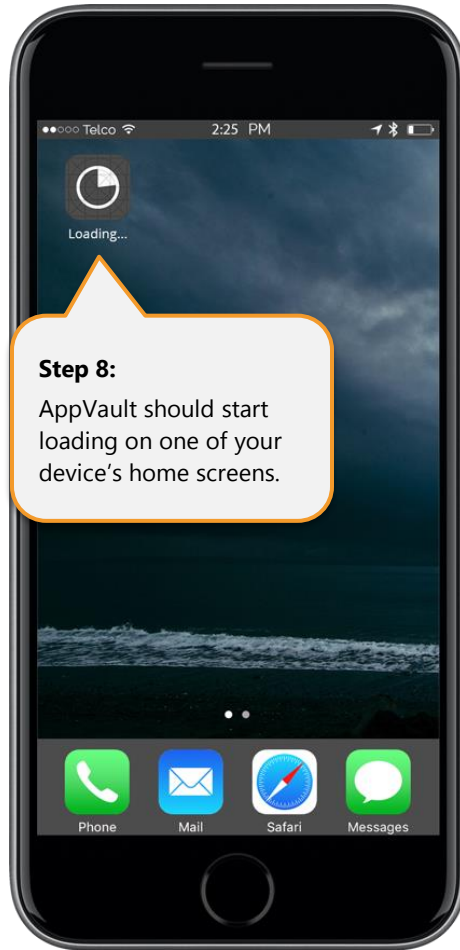 Telco 2:25 PM
Loading...
Step 8:
AppVault should start
loading on one of your
device’s home screens.
Phone Mail Safari Messages